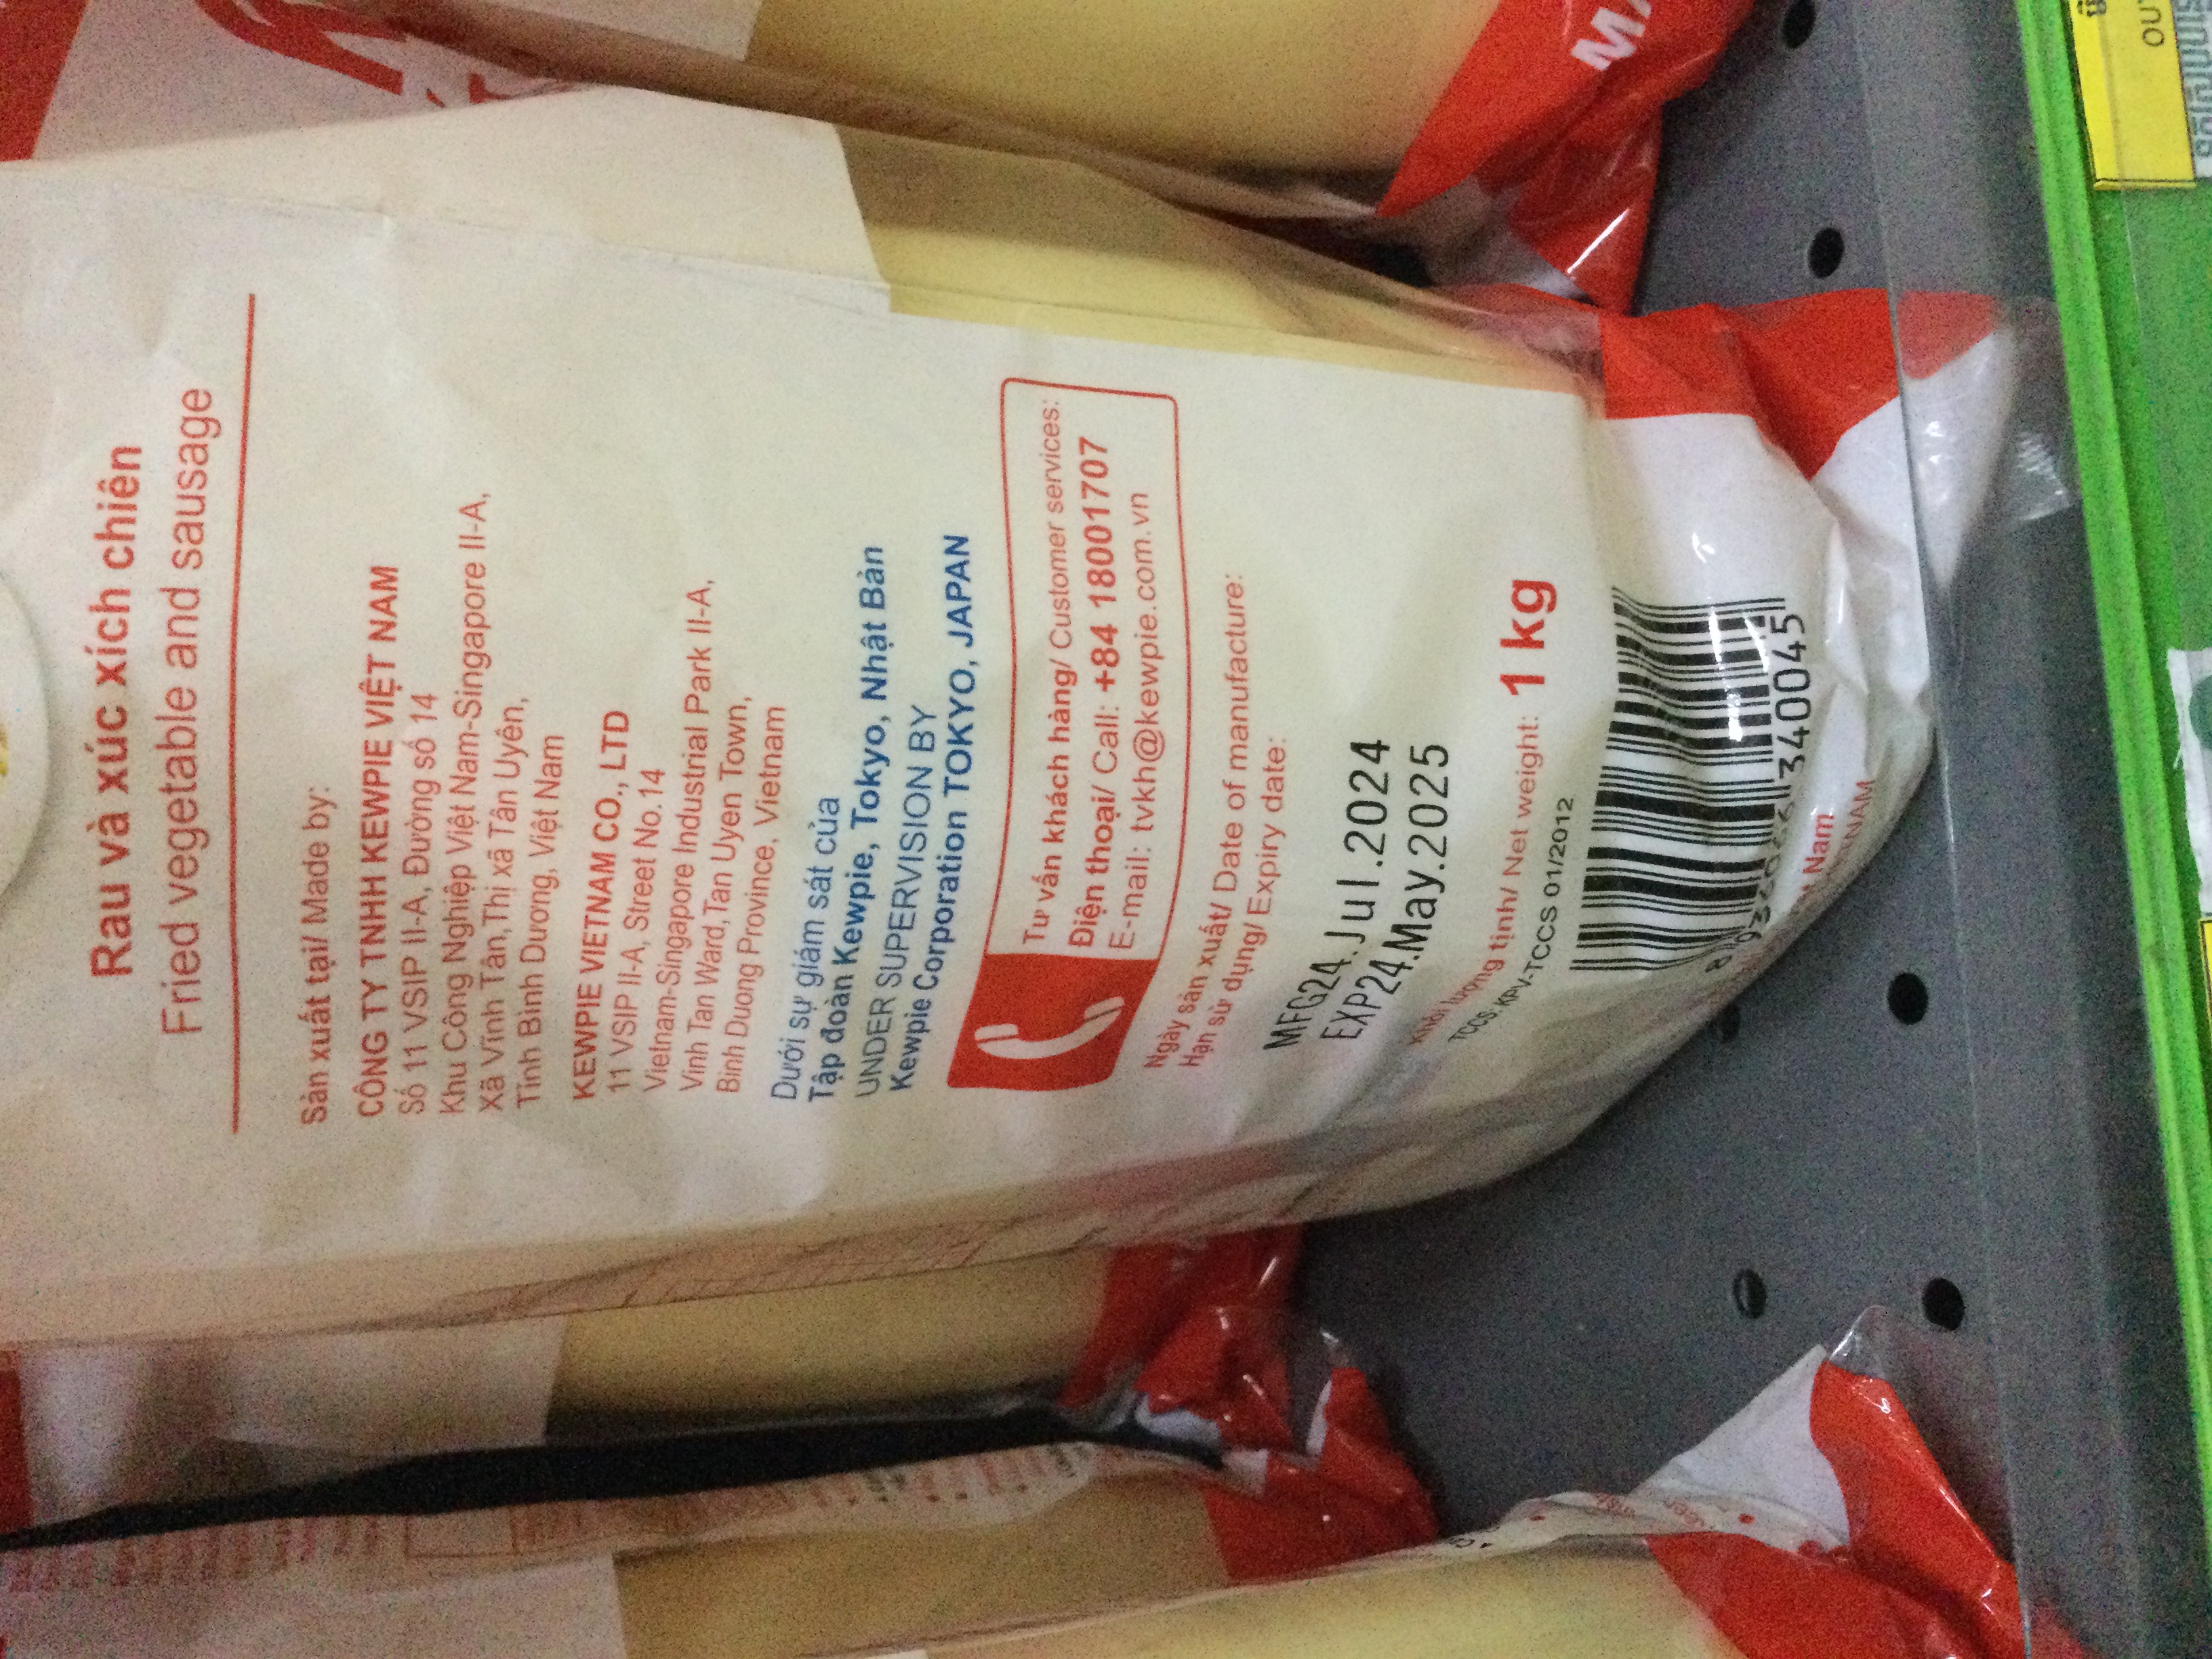 Rau và xúc xích chiên
Fried vegetable and sausage
Sản xuất tại/ Made by:
CÔNG TY TNHH KEWPIE VIỆT NAM
Số 11 VSIP II-A, Đường số 14
Khu Công Nghiệp Việt Nam-Singapore II-A,
Xã Vĩnh Tân,Thị xã Tân Uyên,
Tỉnh Bình Dương, Việt Nam
KEWPIE VIETNAM CO., LTD
11 VSIP II-A, Street No.14
Vietnam-Singapore Industrial Park II-A,
Vinh Tan Ward,Tan Uyen Town,
Binh Duong Province, Vietnam
Dưới sự giám sát của
Tập đoàn Kewpie, Tokyo, Nhật Bản
UNDER SUPERVISION BY
Kewpie Corporation TOKYO, JAPAN
Tư vấn khách hàng/ Customer services:
Điện thoại/ Call: +84 18001707
E-mail: tvkh@kewpie.com.vn
Ngày sản xuất/ Date of manufacture:
Hạn sử dụng/ Expiry date:
MFG24.Jul.2024
EXP24.May.2025
Khối lượng tịnh/ Net weight: 1 kg
TCCS.KPV-TCCS 01/2012
340045
Nam
MA
OU